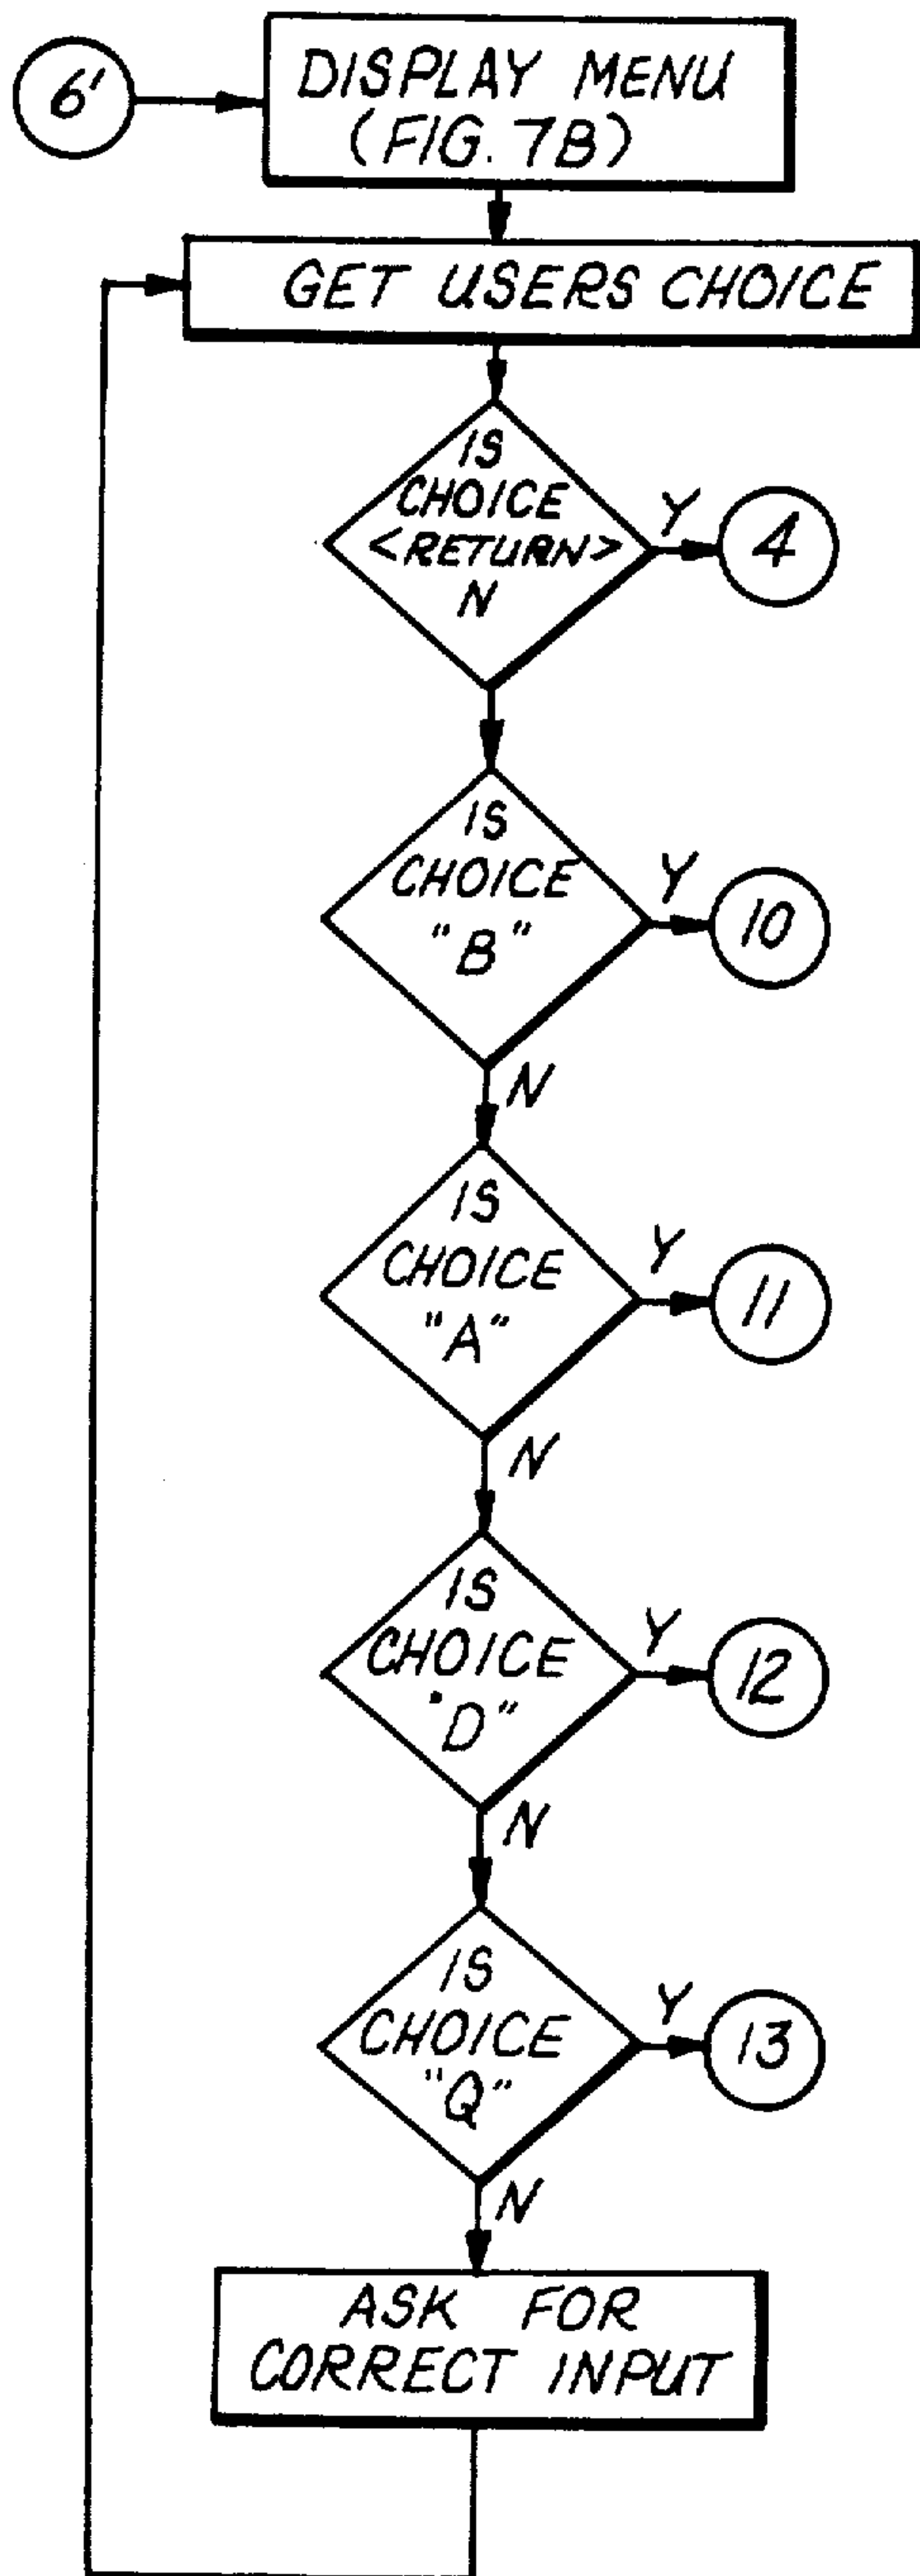 6'
DISPLAY MENU
(FIG. 7B)
GET USERS CHOICE
IS
CHOICE
<RETURN>
N
Y
4
IS
CHOICE
"B"
Y
10
N
IS
CHOICE
"A"
Y
11
N
IS
CHOICE
"D"
Y
12
N
IS
CHOICE
"Q"
Y
13
N
ASK FOR
CORRECT INPUT